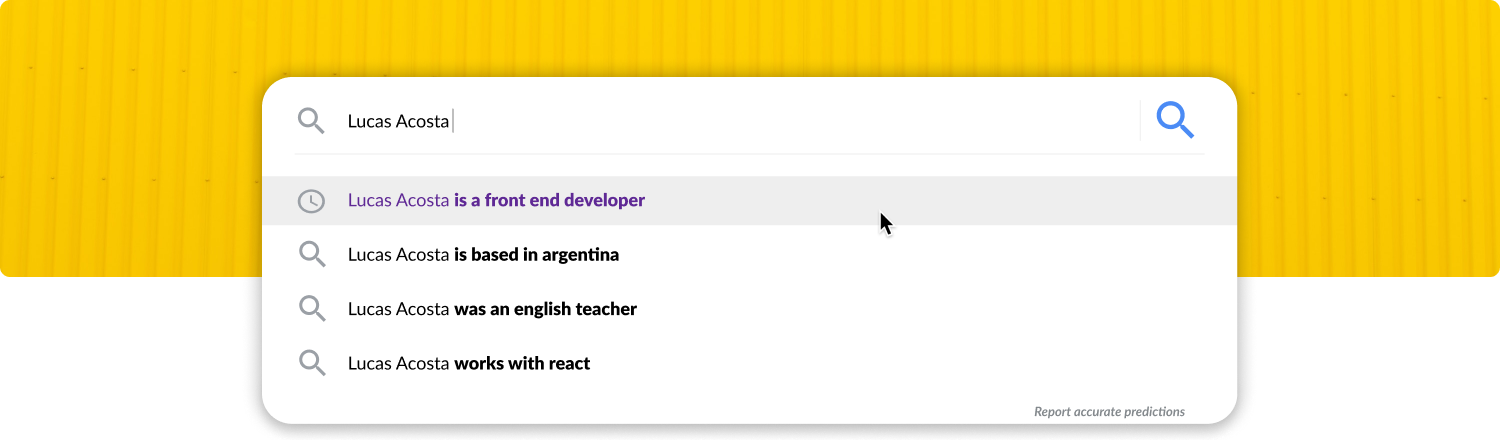 Lucas Acosta
Lucas Acosta is a front end developer
Lucas Acosta is based in argentina
Lucas Acosta was an english teacher
Lucas Acosta works with react
Report accurate predictions